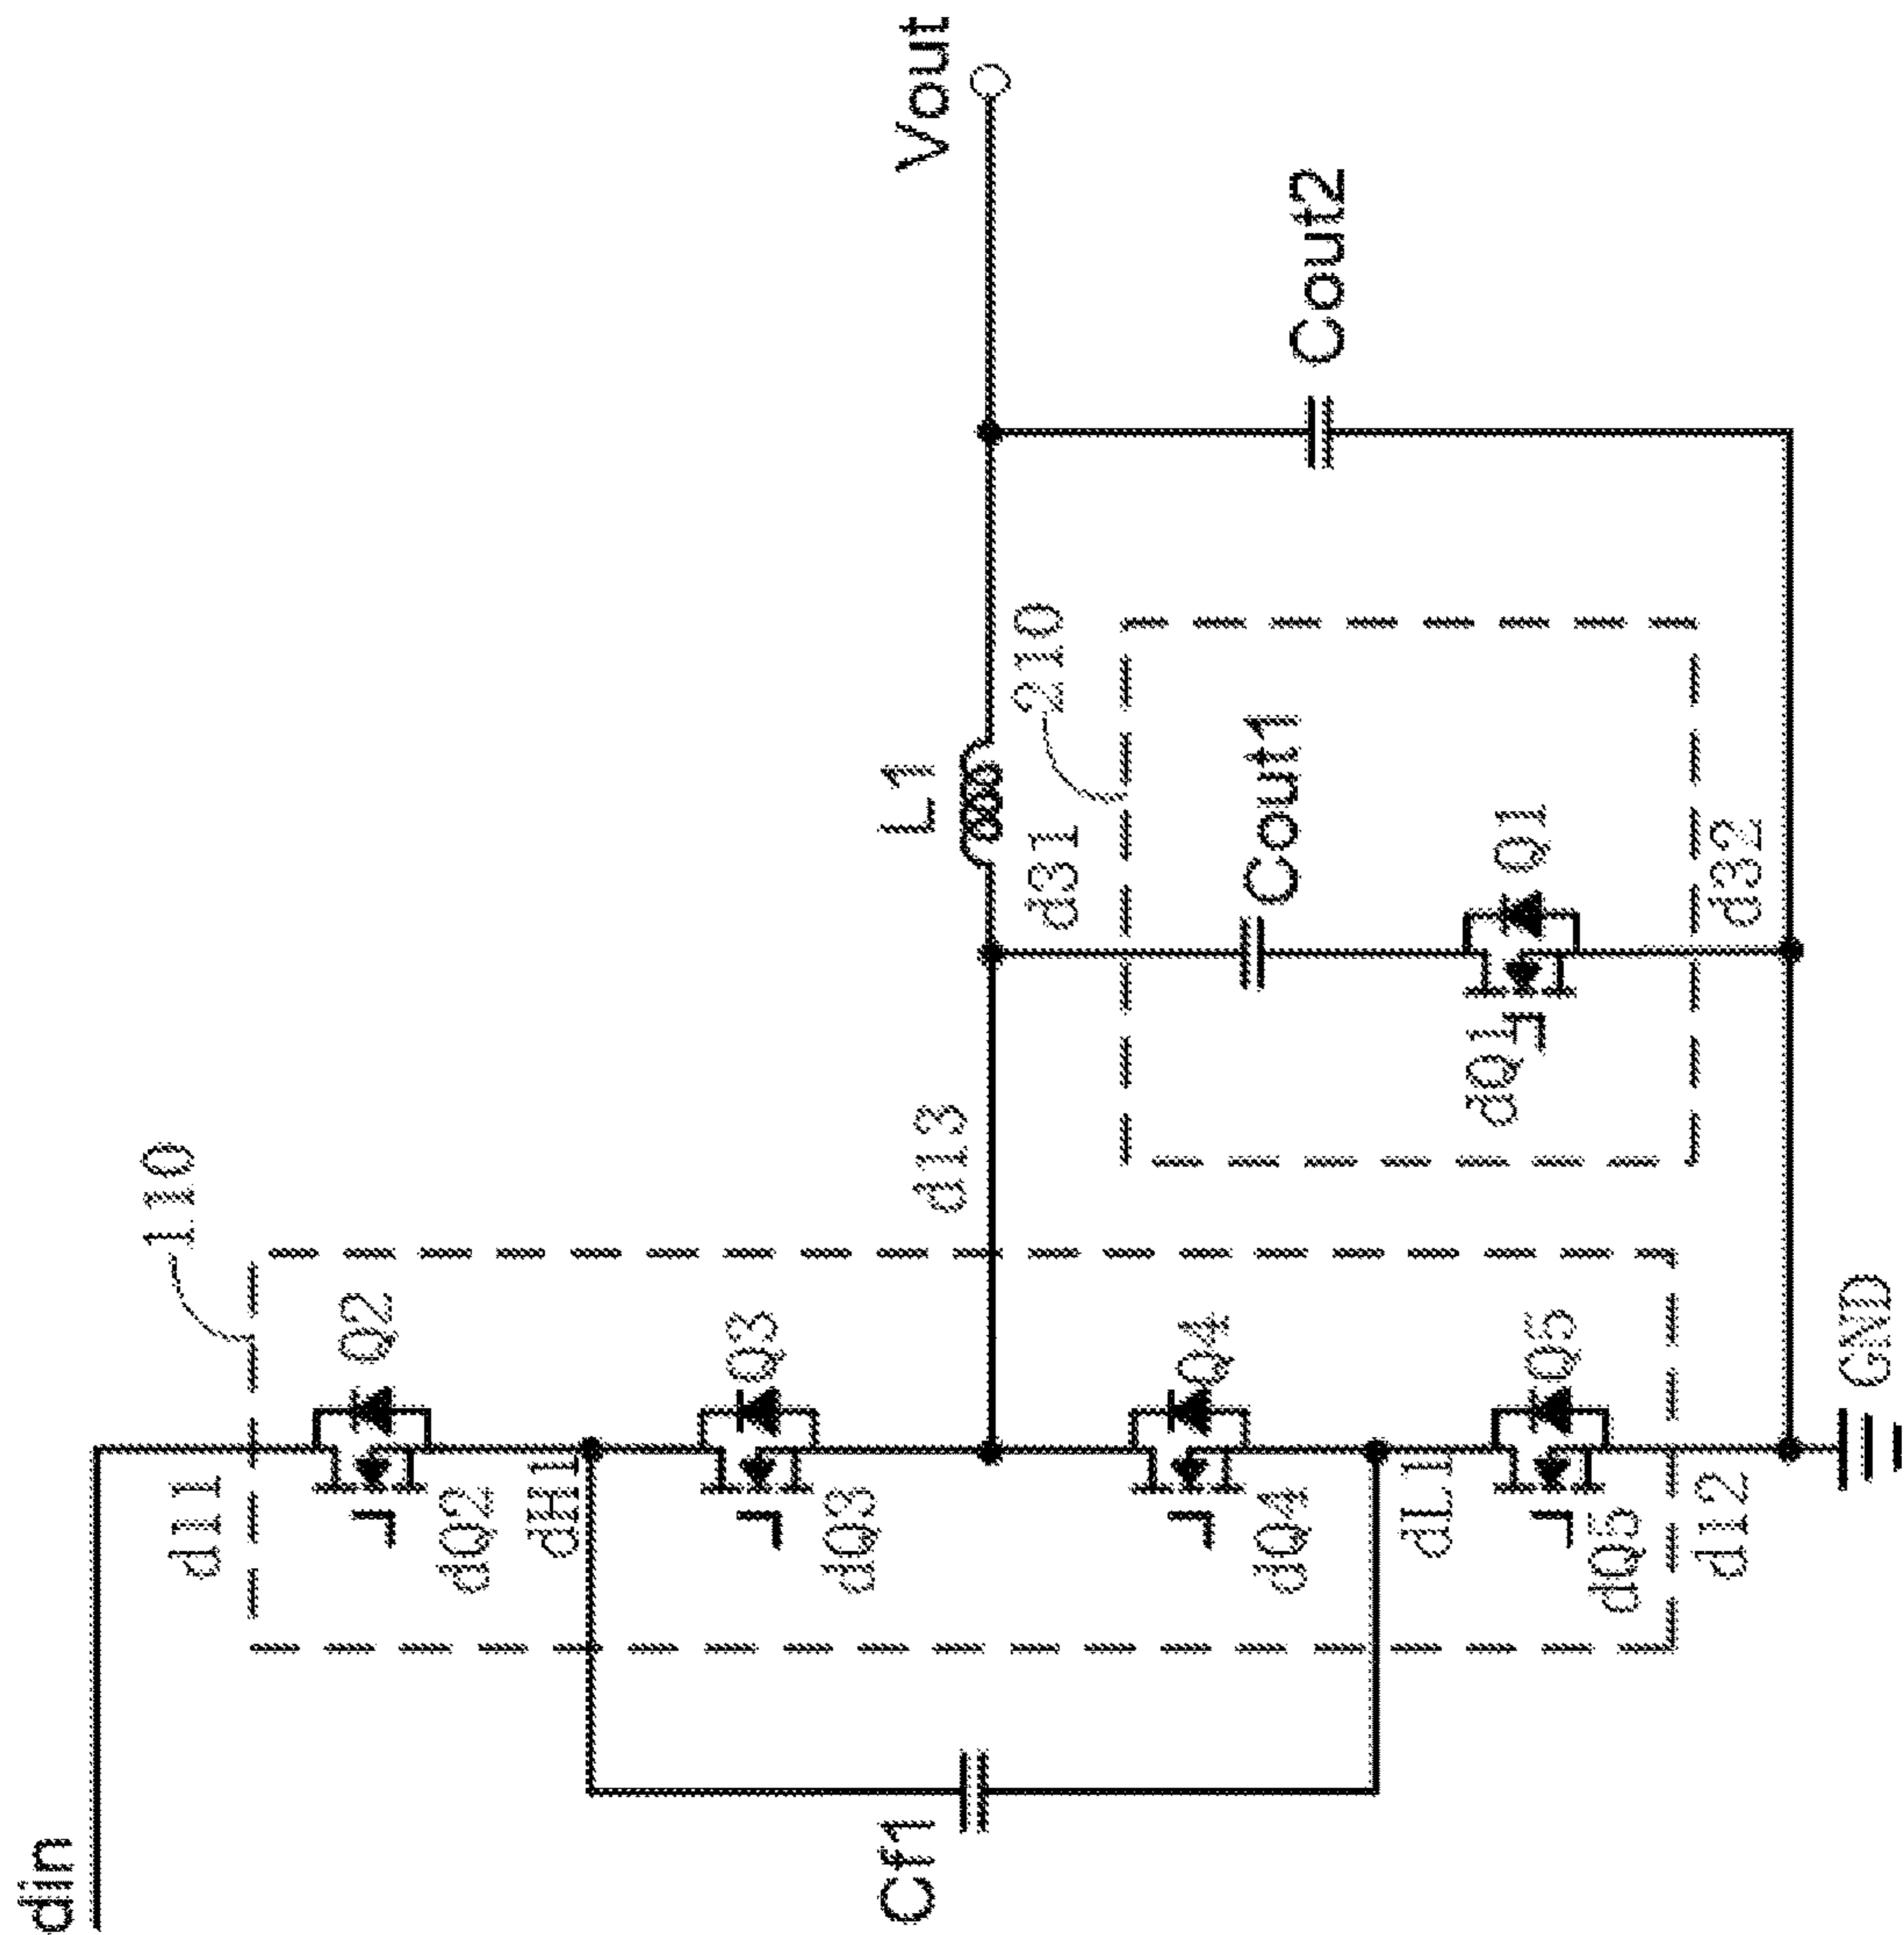 din
d11
110
Q2
dQ2
dH1
Q3
dQ3
Cf1
d13
L1
Vout
d31
210
Cout1
Cout2
Q4
dQ4
dL1
Q5
dQ5
d12
dQ1
Q1
d32
GND